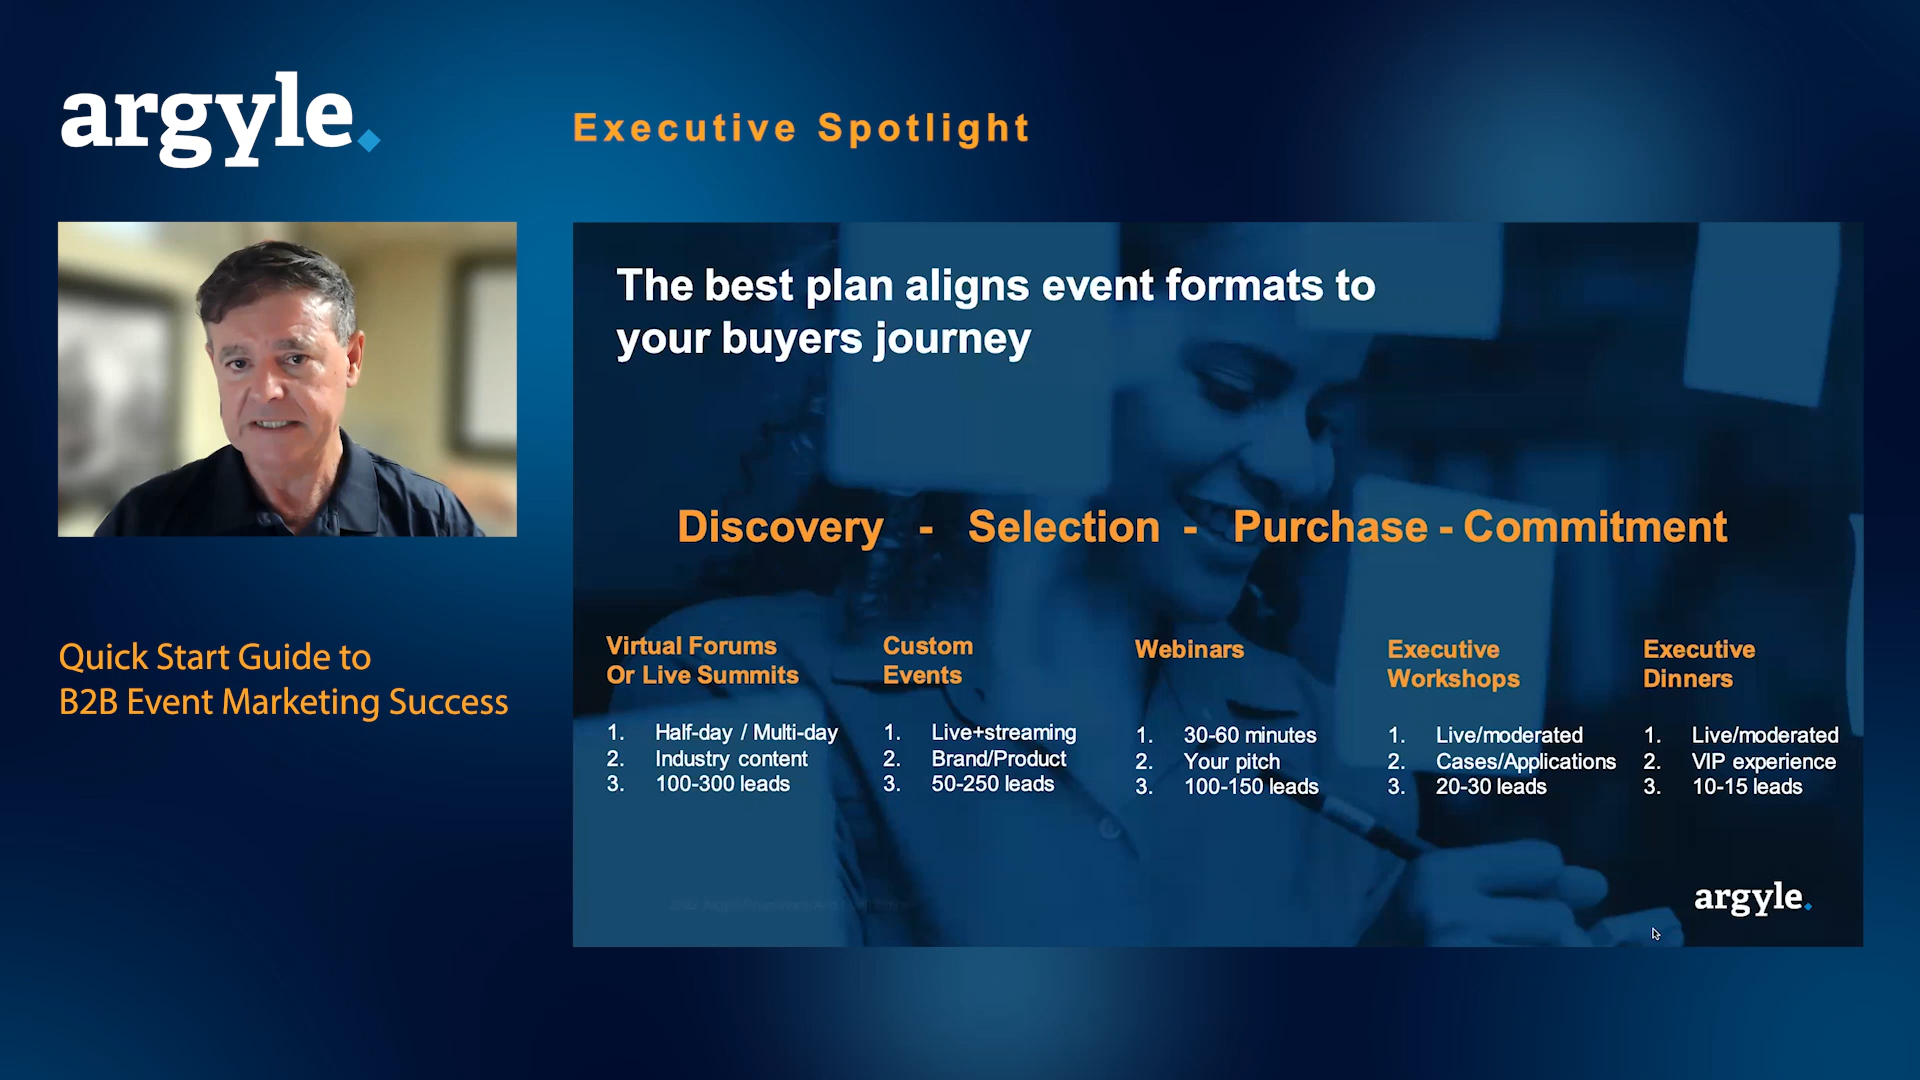 argyle.
Executive Spotlight
Quick Start Guide to
B2B Event Marketing Success
The best plan aligns event formats to
your buyers journey
Discovery - Selection - Purchase - Commitment
Virtual Forums
Or Live Summits
1. Half-day / Multi-day
2. Industry content
3. 100-300 leads
Custom
Events
1. Live+streaming
2. Brand/Product
3. 50-250 leads
Webinars
1. 30-60 minutes
2. Your pitch
3. 100-150 leads
Executive
Workshops
1. Live/moderated
2. Cases/Applications
3. 20-30 leads
Executive
Dinners
1. Live/moderated
2. VIP experience
3. 10-15 leads
argyle.